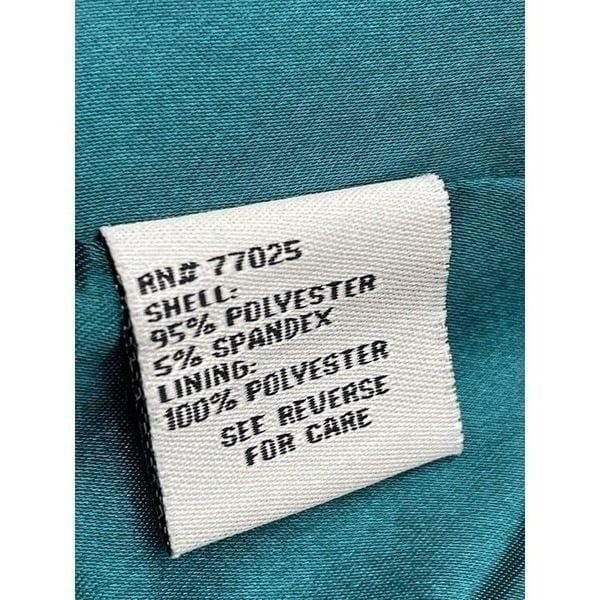 RN# 77025
SHELL:
95% POLYESTER
5% SPANDEX
LINING:
100% POLYESTER
SEE REVERSE
FOR CARE